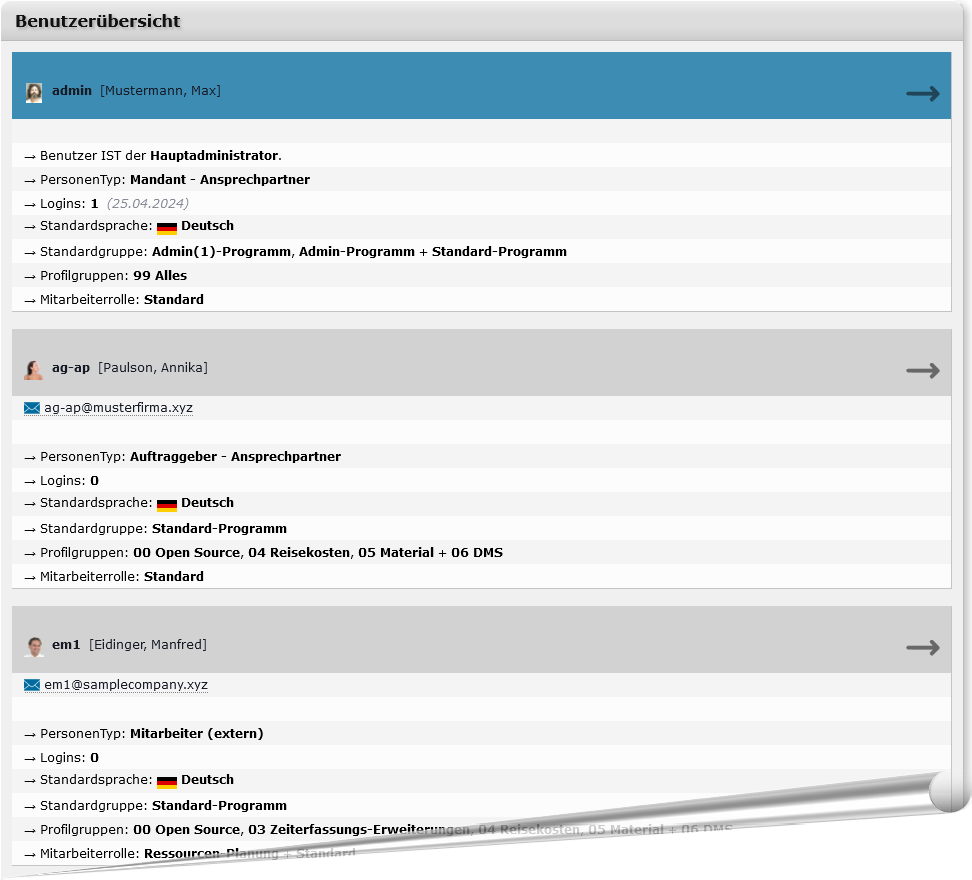 Benutzerübersicht
admin [Mustermann, Max]
→ Benutzer IST der Hauptadministrator.
→ PersonenTyp: Mandant - Ansprechpartner
→ Logins: 1 (25.04.2024)
→ Standardsprache: Deutsch
→ Standardgruppe: Admin(1)-Programm, Admin-Programm + Standard-Programm
→ Profilgruppen: 99 Alles
→ Mitarbeiterrolle: Standard
ag-ap [Paulson, Annika]
ag-ap@musterfirma.xyz
→ PersonenTyp: Auftraggeber - Ansprechpartner
→ Logins: 0
→ Standardsprache: Deutsch
→ Standardgruppe: Standard-Programm
→ Profilgruppen: 00 Open Source, 04 Reisekosten, 05 Material + 06 DMS
→ Mitarbeiterrolle: Standard
em1 [Eidinger, Manfred]
em1@samplecompany.xyz
→ PersonenTyp: Mitarbeiter (extern)
→ Logins: 0
→ Standardsprache: Deutsch
→ Standardgruppe: Standard-Programm
→ Profilgruppen: 00 Open Source, 03 Zeiterfassungs-Erweiterungen, 04 Reisekosten, 05 Material + 06 DMS
→ Mitarbeiterrolle: Ressourcen-Planung + Standard